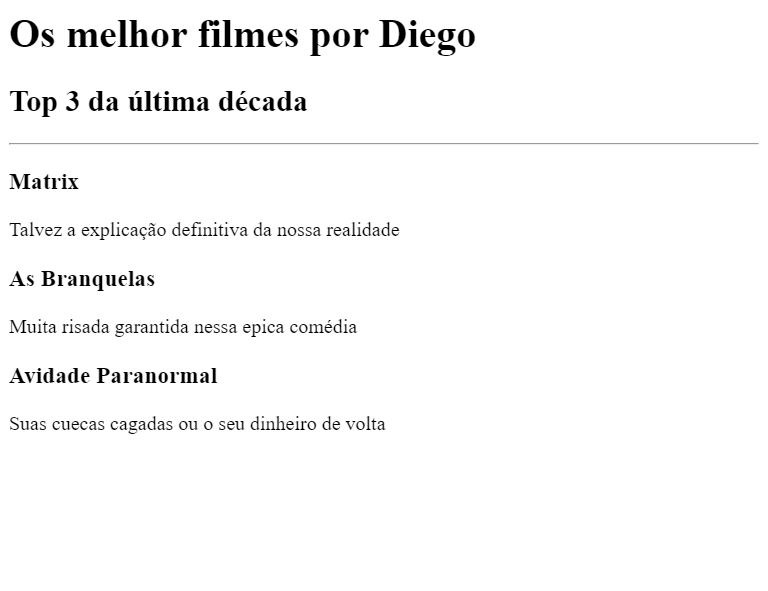 Os melhor filmes por Diego
Top 3 da última década
Matrix
Talvez a explicação definitiva da nossa realidade
As Branquelas
Muita risada garantida nessa epica comédia
Avidade Paranormal
Suas cuecas cagadas ou o seu dinheiro de volta